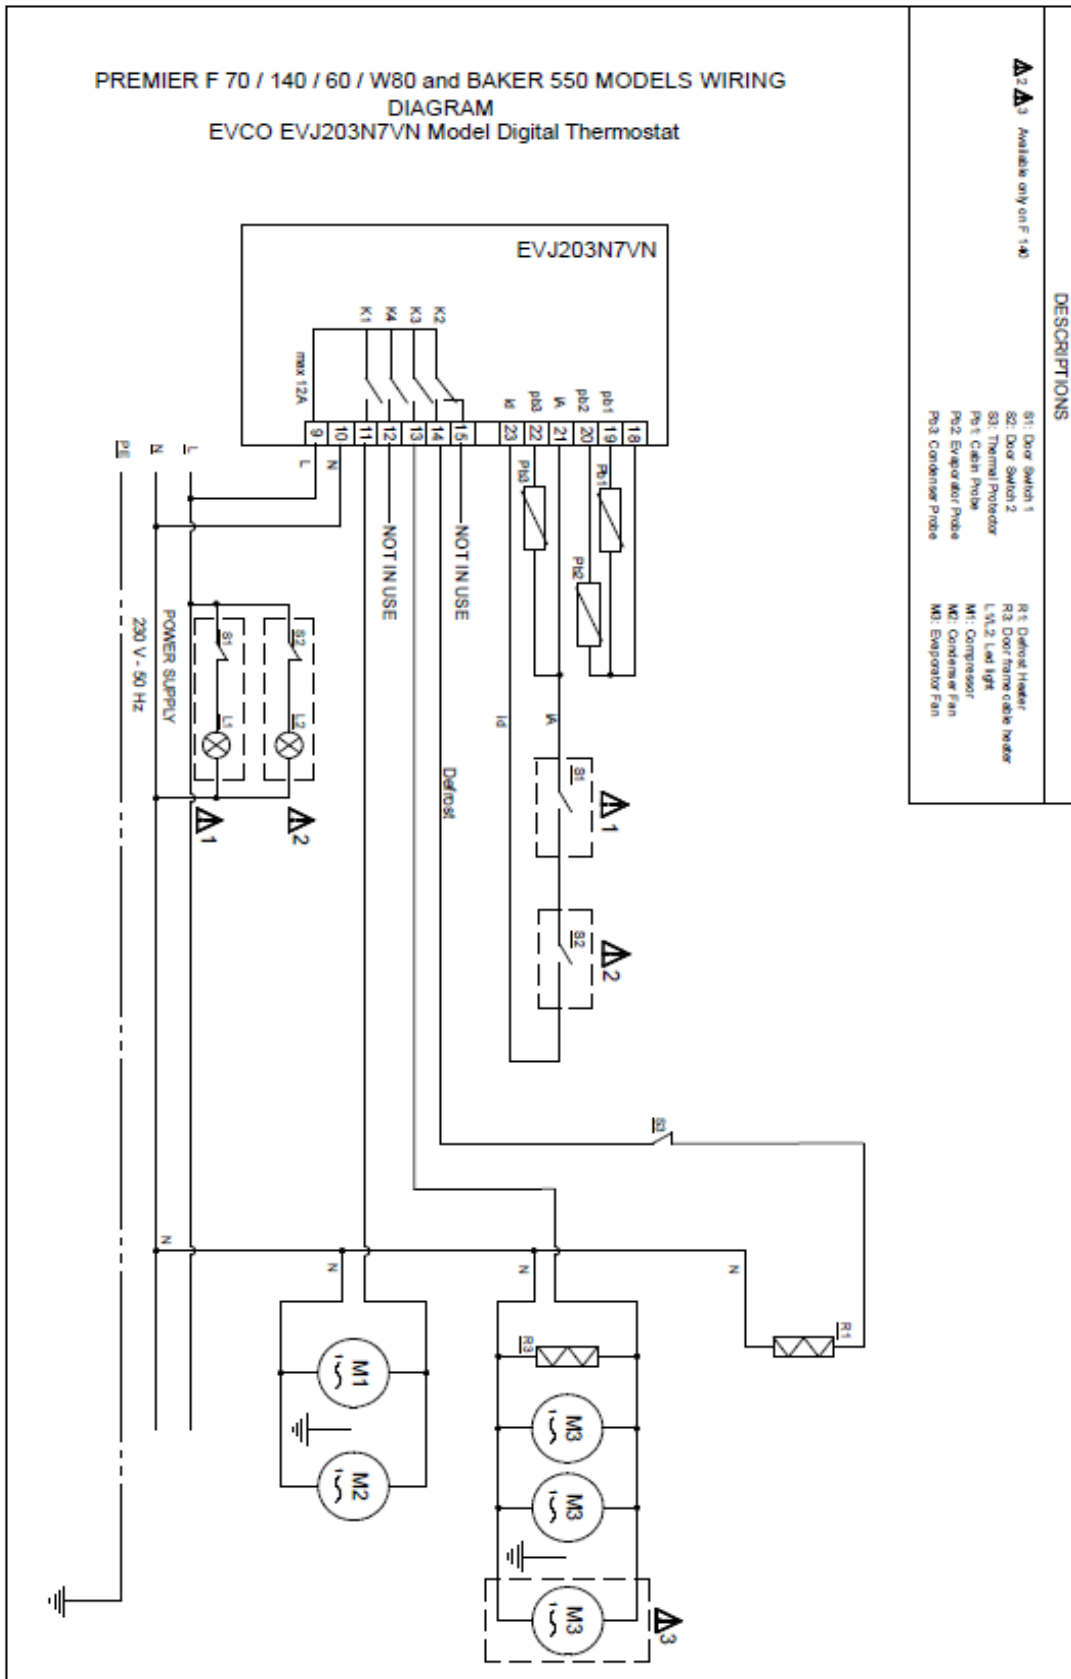 PREMIER F 70 / 140 / 60 / W80 and BAKER 550 MODELS WIRING
DIAGRAM
EVCO EVJ203N7VN Model Digital Thermostat
DESCRIPTIONS
2 3 Available only on F 140
S1: Door Switch 1
S2: Door Switch 2
S3: Thermal Protector
Pb1: Cabin Probe
Pb2: Evaporator Probe
Pb3: Condenser Probe
R1: Defrost Heater
R3: Door frame cable heater
L1/L2: Led light
M1: Compressor
M2: Condenser Fan
M3: Evaporator Fan
EVJ203N7VN
K1
K4
K3
K2
max 12A
Id
pb3
IA
pb2
pb1
9
10
11
12
13
14
15
23
22
21
20
19
18
PE
N
L
L
N
NOT IN USE
NOT IN USE
Pb3
Pb1
Pb2
POWER SUPPLY
230 V - 50 Hz
S1
L1
S2
L2
1
2
Defrost
Id
IA
S1
1
S2
2
S3
N
N
N
N
R1
R3
M1
M2
M3
M3
M3
3